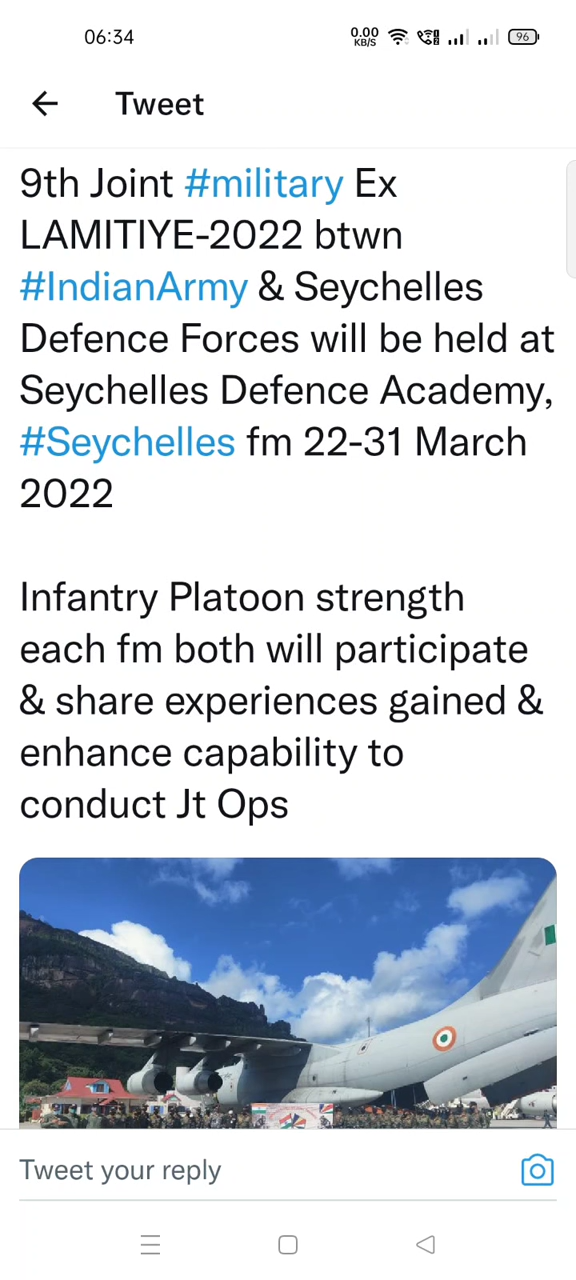 06:34
0.00
KB/S
96
Tweet
9th Joint #military Ex
LAMITIYE-2022 btwn
#IndianArmy & Seychelles
Defence Forces will be held at
Seychelles Defence Academy,
#Seychelles fm 22-31 March
2022
Infantry Platoon strength
each fm both will participate
& share experiences gained &
enhance capability to
conduct Jt Ops
Tweet your reply